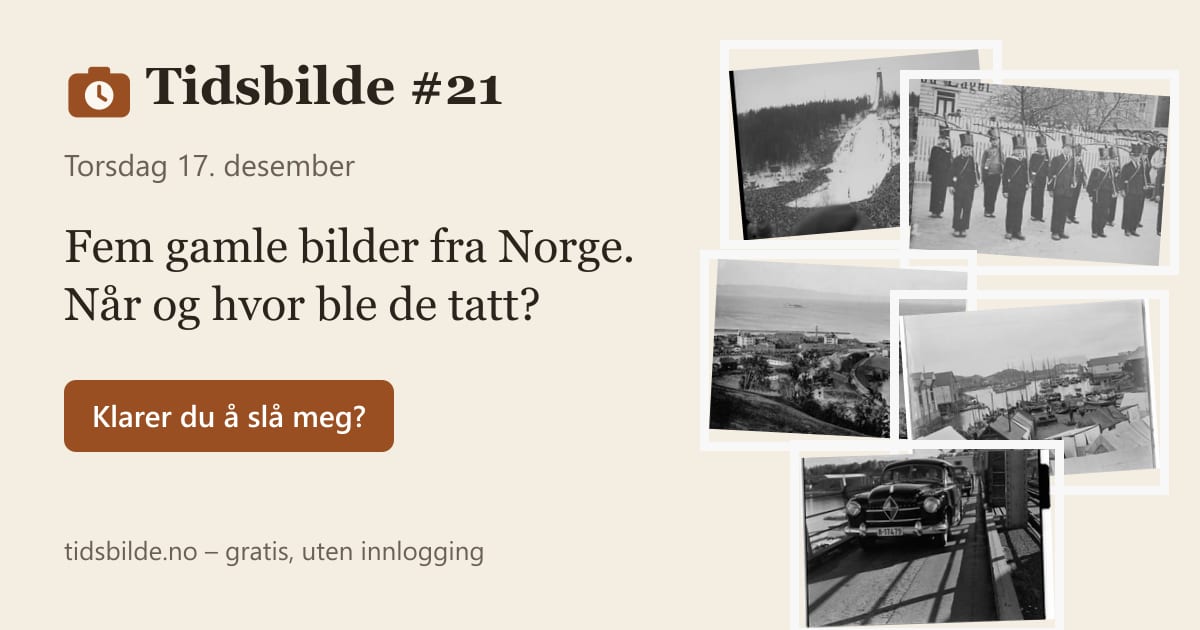 Tidsbilde #21
Torsdag 17. desember
Fem gamle bilder fra Norge.
Når og hvor ble de tatt?
Klarer du å slå meg?
tidsbilde.no – gratis, uten innlogging